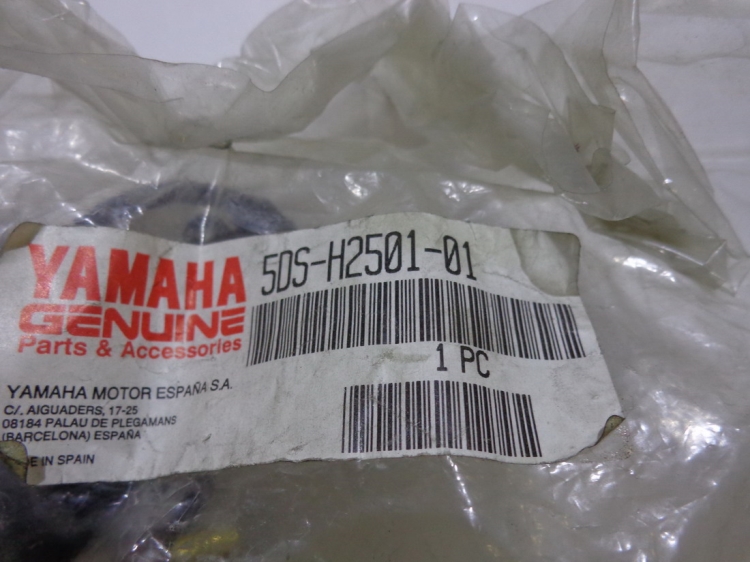 YAMAHA
GENUINE
Parts & Accessories
5DS-H2501-01
1 PC
YAMAHA MOTOR ESPAÑA S.A.
C/. AIGUADERS, 17-25
08184 PALAU DE PLEGAMANS
(BARCELONA) ESPAÑA
IN SPAIN